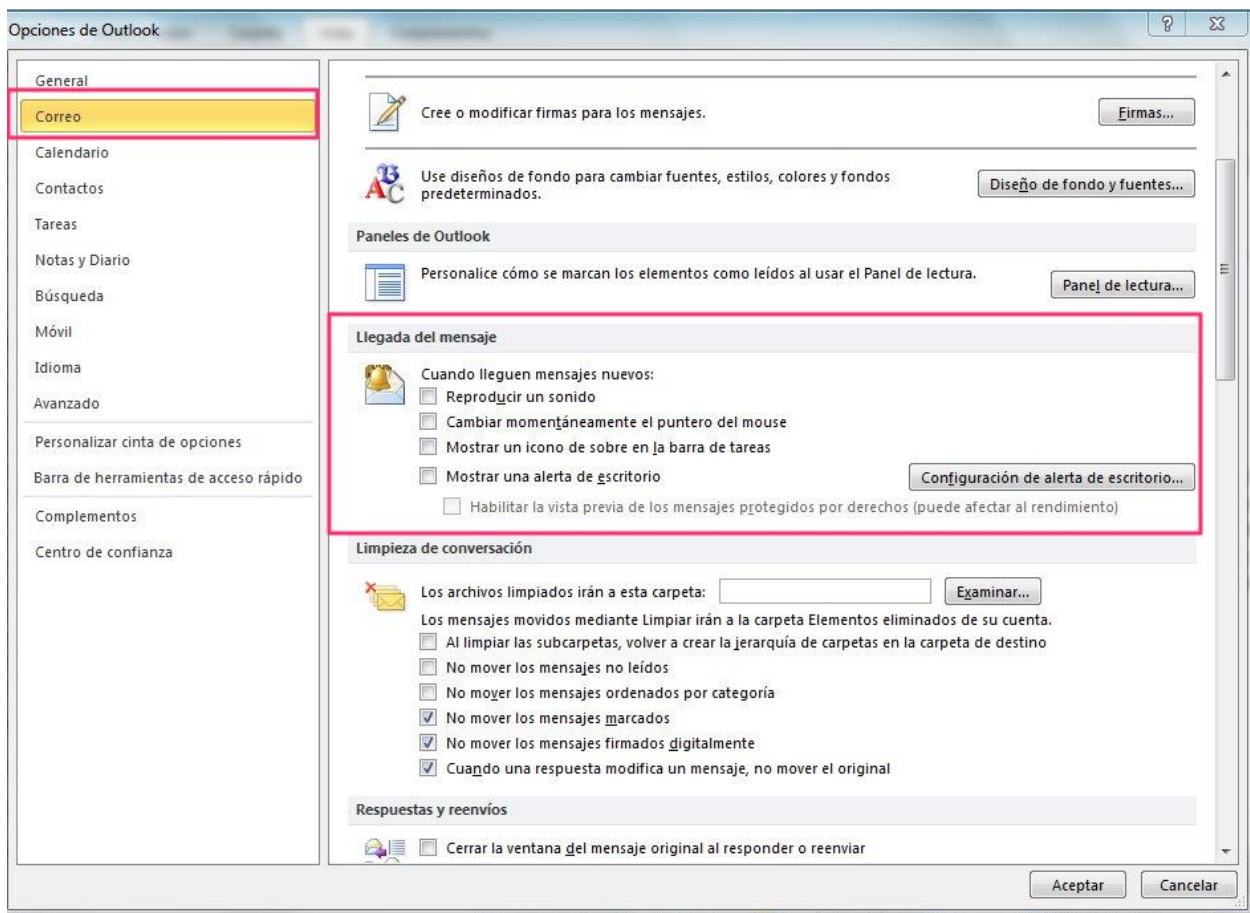 Opciones de Outlook
General
Correo
Calendario
Contactos
Tareas
Notas y Diario
Búsqueda
Móvil
Idioma
Avanzado
Personalizar cinta de opciones
Barra de herramientas de acceso rápido
Complementos
Centro de confianza
Cree o modificar firmas para los mensajes.
Firmas...
Use diseños de fondo para cambiar fuentes, estilos, colores y fondos
predeterminados.
Diseño de fondo y fuentes...
Paneles de Outlook
Personalice cómo se marcan los elementos como leídos al usar el Panel de lectura.
Panel de lectura...
Llegada del mensaje
Cuando lleguen mensajes nuevos:
Reproducir un sonido
Cambiar momentáneamente el puntero del mouse
Mostrar un icono de sobre en la barra de tareas
Mostrar una alerta de escritorio
Configuración de alerta de escritorio...
Habilitar la vista previa de los mensajes protegidos por derechos (puede afectar al rendimiento)
Limpieza de conversación
Los archivos limpiados irán a esta carpeta:
Examinar...
Los mensajes movidos mediante Limpiar irán a la carpeta Elementos eliminados de su cuenta.
Al limpiar las subcarpetas, volver a crear la jerarquía de carpetas en la carpeta de destino
No mover los mensajes no leídos
No mover los mensajes ordenados por categoría
No mover los mensajes marcados
No mover los mensajes firmados digitalmente
Cuando una respuesta modifica un mensaje, no mover el original
Respuestas y reenvíos
Cerrar la ventana del mensaje original al responder o reenviar
Aceptar
Cancelar